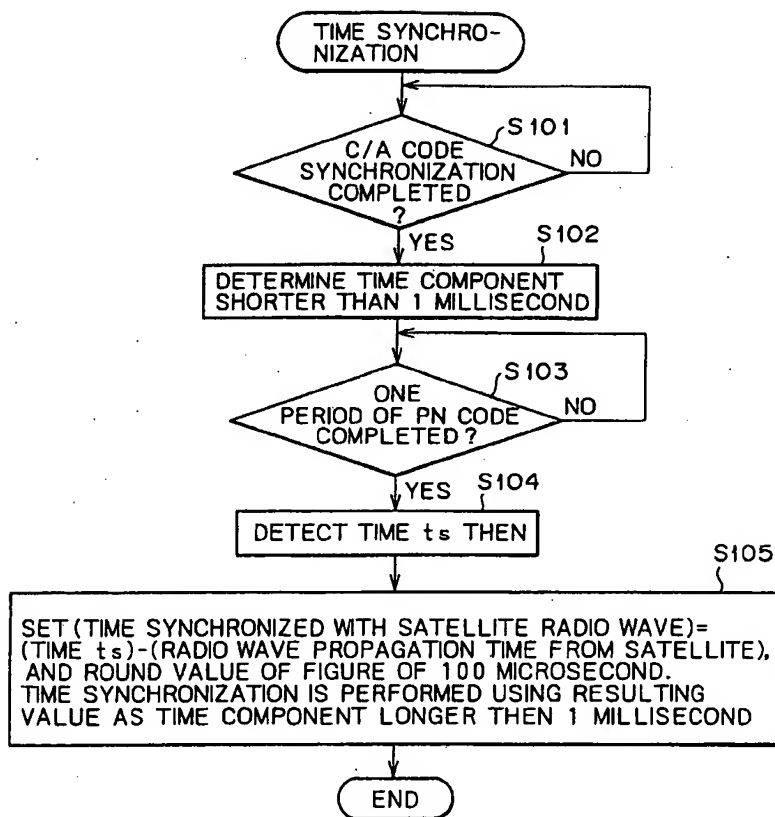 TIME SYNCHRO-
NIZATION
S101
C/A CODE
SYNCHRONIZATION
COMPLETED
?
NO
YES
S102
DETERMINE TIME COMPONENT
SHORTER THAN 1 MILLISECOND
S103
ONE
PERIOD OF PN CODE
COMPLETED ?
NO
YES
S104
DETECT TIME ts THEN
S105
SET (TIME SYNCHRONIZED WITH SATELLITE RADIO WAVE)=
(TIME ts)-(RADIO WAVE PROPAGATION TIME FROM SATELLITE),
AND ROUND VALUE OF FIGURE OF 100 MICROSECOND.
TIME SYNCHRONIZATION IS PERFORMED USING RESULTING
VALUE AS TIME COMPONENT LONGER THEN 1 MILLISECOND
END